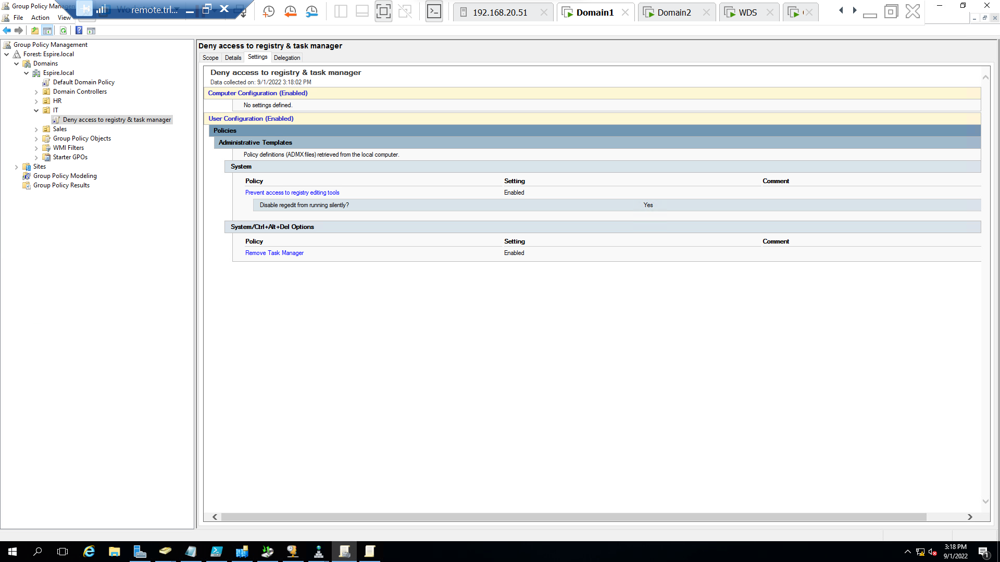 Group Policy Manage
remote.trl...
192.168.20.51
Domain1
Domain2
WDS
File Action View
Group Policy Management
Forest: Espire.local
Domains
Espire.local
Default Domain Policy
Domain Controllers
HR
IT
Deny access to registry & task manager
Sales
Group Policy Objects
WMI Filters
Starter GPOs
Sites
Group Policy Modeling
Group Policy Results
Deny access to registry & task manager
Scope Details Settings Delegation
Deny access to registry & task manager
Data collected on: 9/1/2022 3:18:02 PM
Computer Configuration (Enabled)
No settings defined.
User Configuration (Enabled)
Policies
Administrative Templates
Policy definitions (ADMX files) retrieved from the local computer.
System
Policy Setting Comment
Prevent access to registry editing tools Enabled
Disable regedit from running silently? Yes
System/Ctrl+Alt+Del Options
Policy Setting Comment
Remove Task Manager Enabled
3:18 PM
9/1/2022
1